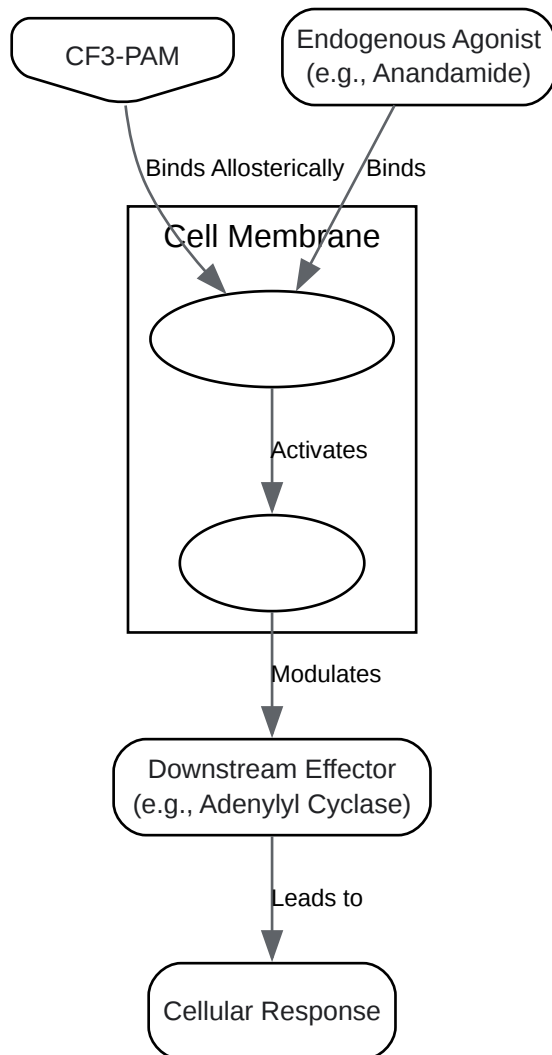 CF3-PAM
Endogenous Agonist
(e.g., Anandamide)
Binds Allosterically
Binds
Cell Membrane
Activates
Modulates
Downstream Effector
(e.g., Adenylyl Cyclase)
Leads to
Cellular Response